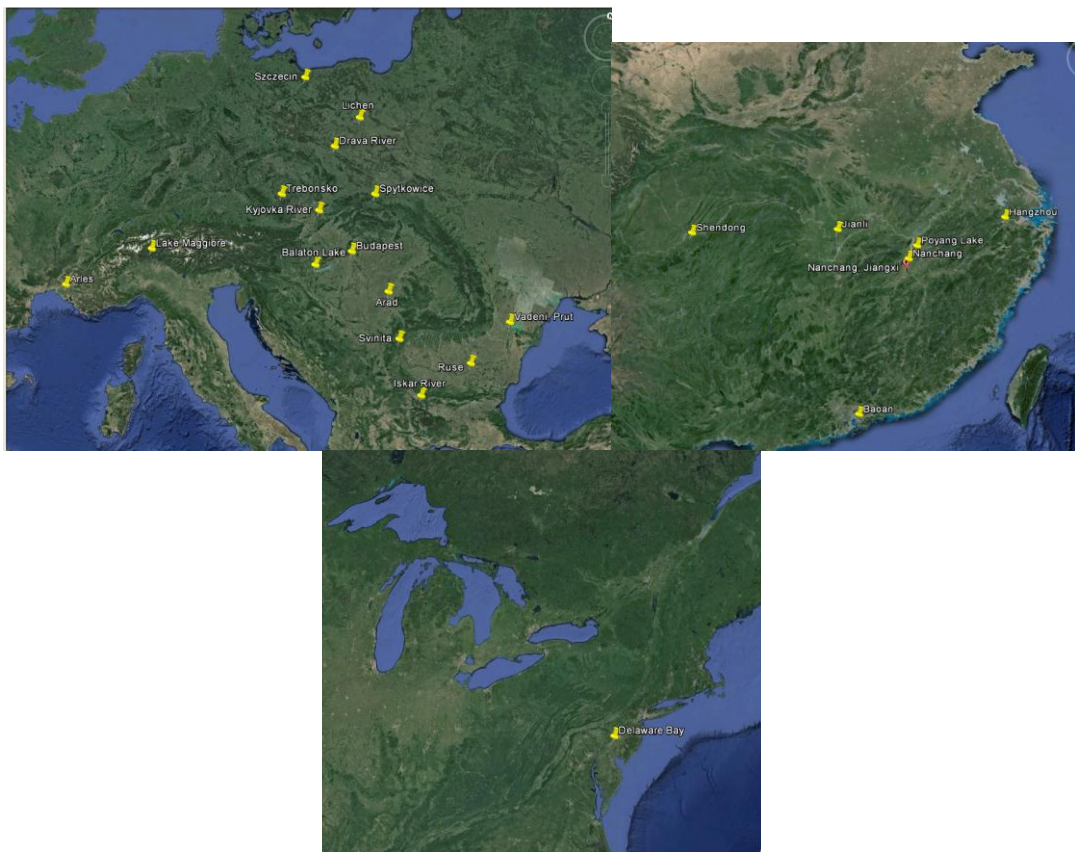 Szczecin
Lichen
Drava River
Trebonsko
Spytkowice
Kyjovka River
Lake Maggiore
Budapest
Balaton Lake
Arles
Arad
Vadeni, Prut
Svinita
Ruse
Iskar River
Hangzhou
Jianli
Shendong
Poyang Lake
Nanchang
Nanchang, Jiangxi
Baoan
Delaware Bay